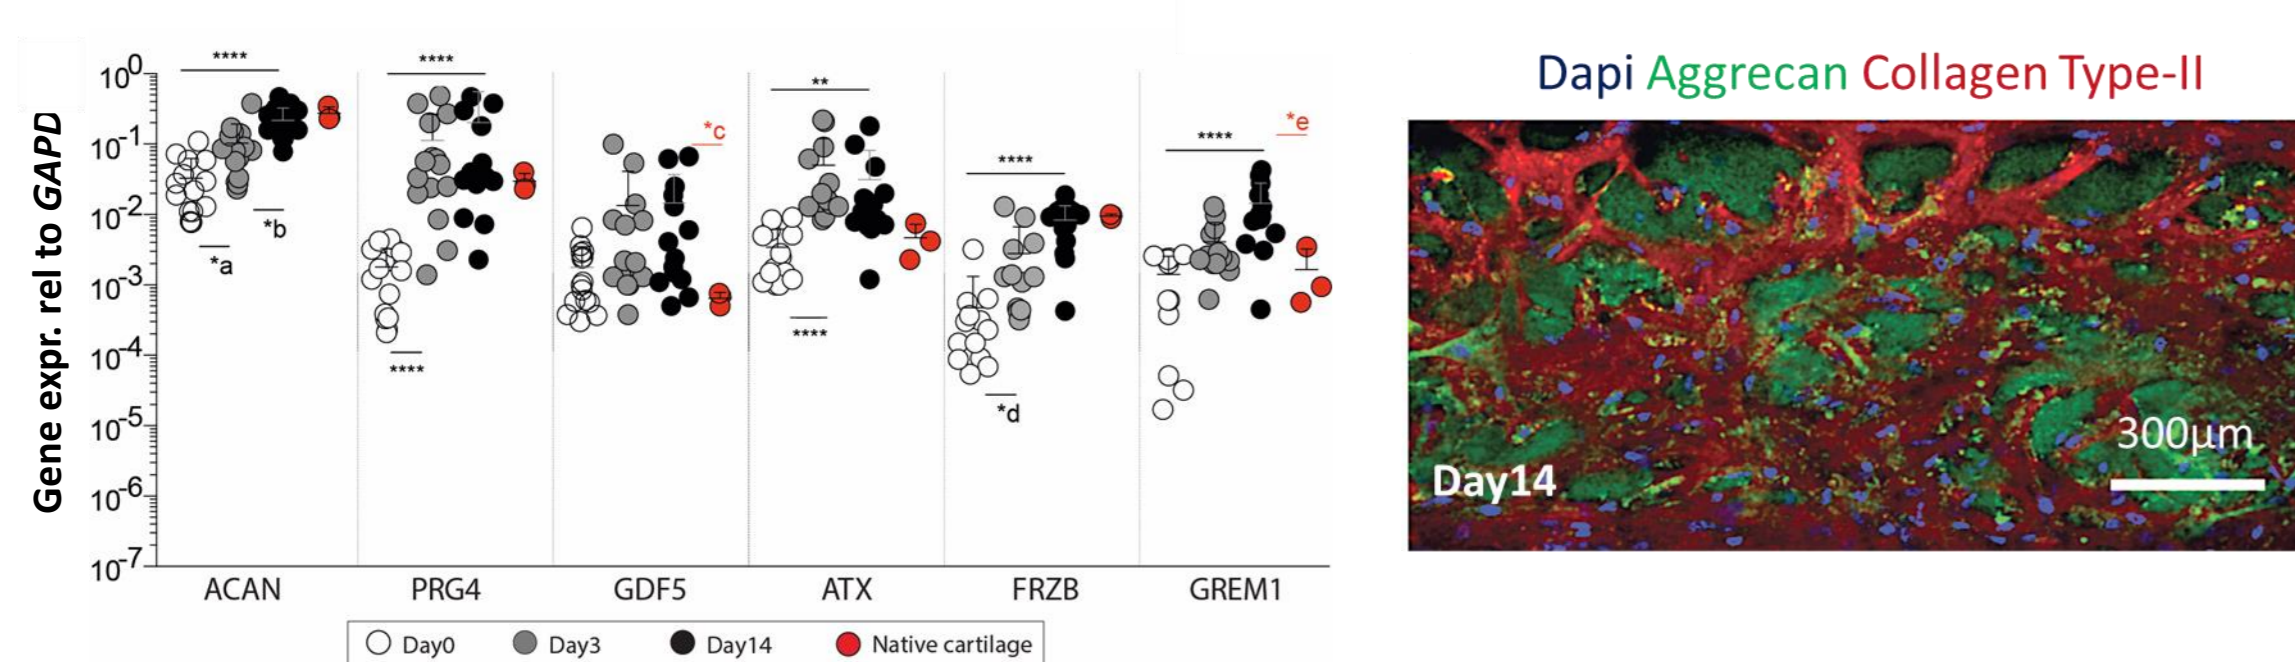 Gene expr. rel to GAPD
10⁰
10⁻¹
10⁻²
10⁻³
10⁻⁴
10⁻⁵
10⁻⁶
10⁻⁷
****
*a
*b
****
****
*c
**
****
****
*d
****
*e
ACAN PRG4 GDF5 ATX FRZB GREM1
Day0 Day3 Day14 Native cartilage
Dapi Aggrecan Collagen Type-II
300µm
Day14